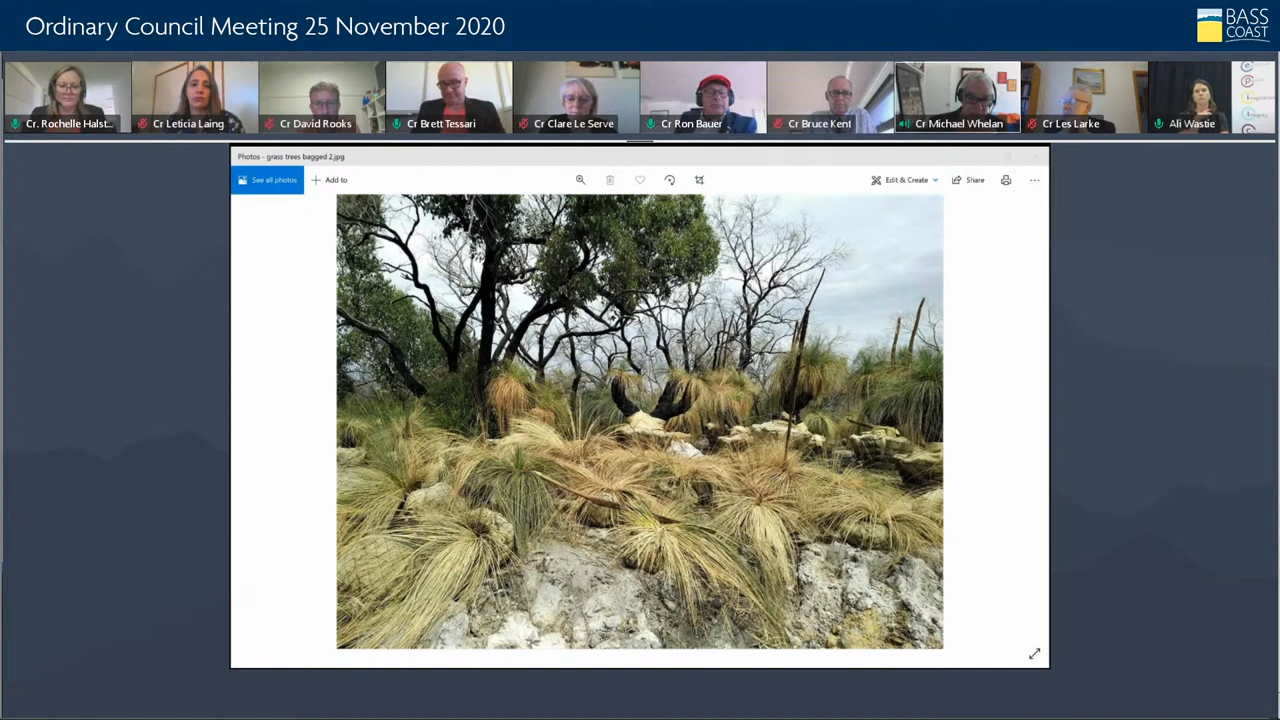 Ordinary Council Meeting 25 November 2020
BASS
COAST
Cr. Rochelle Halst...
Cr Leticia Laing
Cr David Rooks
Cr Brett Tessari
Cr Clare Le Serve
Cr Ron Bauer
Cr Bruce Kent
Cr Michael Whelan
Cr Les Larke
Ali Wastie
Photos - grass trees bagged 2.jpg
See all photos
Add to
Edit & Create
Share